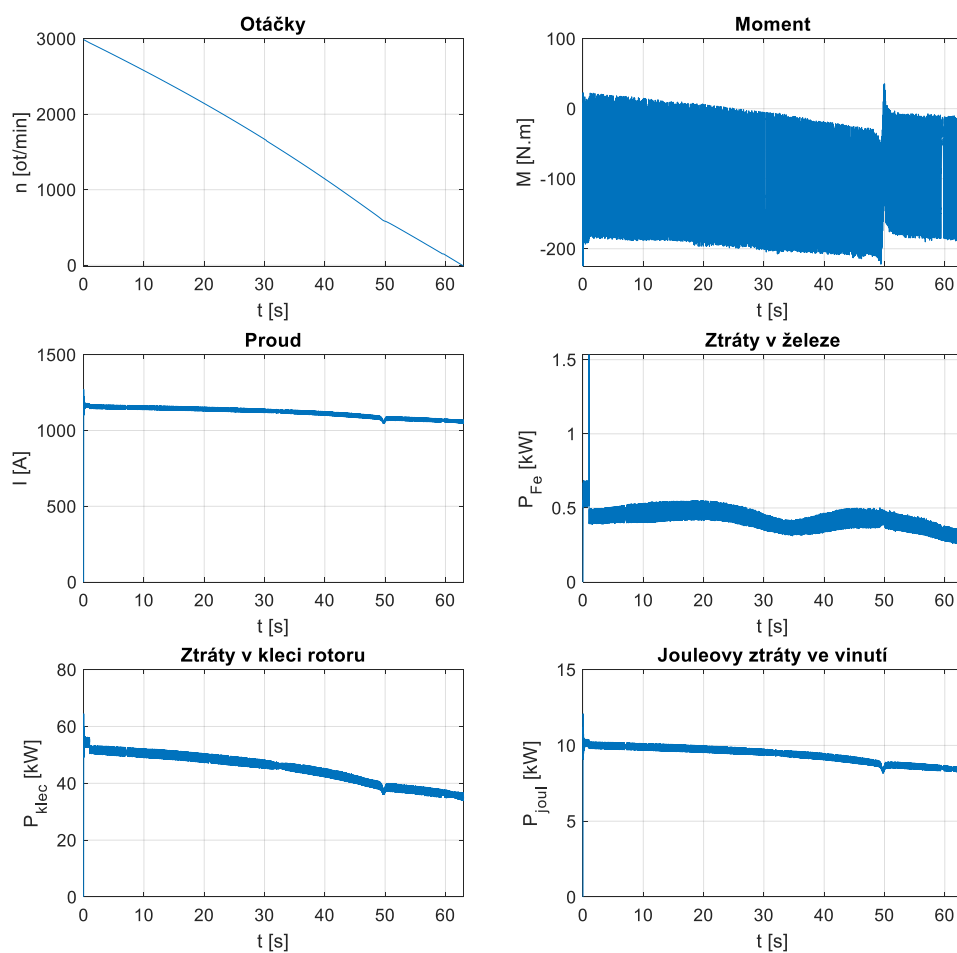 Otáčky
3000
2000
1000
0
n [ot/min]
0 10 20 30 40 50 60
t [s]
Moment
100
0
-100
-200
M [N.m]
0 10 20 30 40 50 60
t [s]
Proud
1500
1000
500
0
I [A]
0 10 20 30 40 50 60
t [s]
Ztráty v železe
1.5
1
0.5
0
P_Fe [kW]
0 10 20 30 40 50 60
t [s]
Ztráty v kleci rotoru
80
60
40
20
0
P_klec [kW]
0 10 20 30 40 50 60
t [s]
Jouleovy ztráty ve vinutí
15
10
5
0
P_joul [kW]
0 10 20 30 40 50 60
t [s]